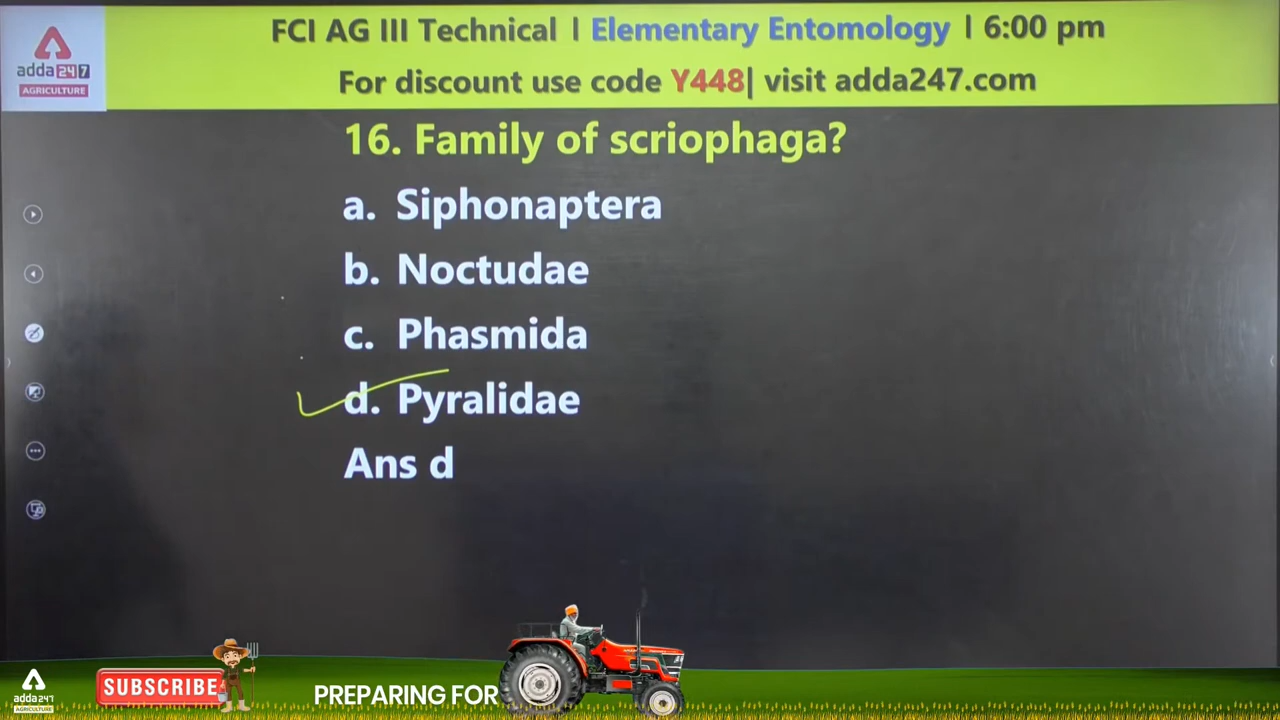 FCI AG III Technical I Elementary Entomology I 6:00 pm
For discount use code Y448| visit adda247.com
adda247
AGRICULTURE
16. Family of scriophaga?
a. Siphonaptera
b. Noctudae
c. Phasmida
d. Pyralidae
Ans d
adda247
AGRICULTURE
SUBSCRIBE
PREPARING FOR